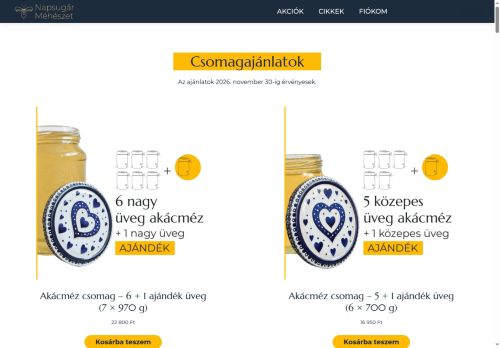 Napsugár
Méhészet
AKCIÓK CIKKEK FIÓKOM
Csomagajánlatok
Az ajánlatok 2026. november 30-ig érvényesek.
+
6 nagy
üveg akácméz
+ 1 nagy üveg
AJÁNDÉK
Akácméz csomag – 6 + 1 ajándék üveg
(7 × 970 g)
22 800 Ft
Kosárba teszem
+
5 közepes
üveg akácméz
+ 1 közepes üveg
AJÁNDÉK
Akácméz csomag – 5 + 1 ajándék üveg
(6 × 700 g)
16 950 Ft
Kosárba teszem